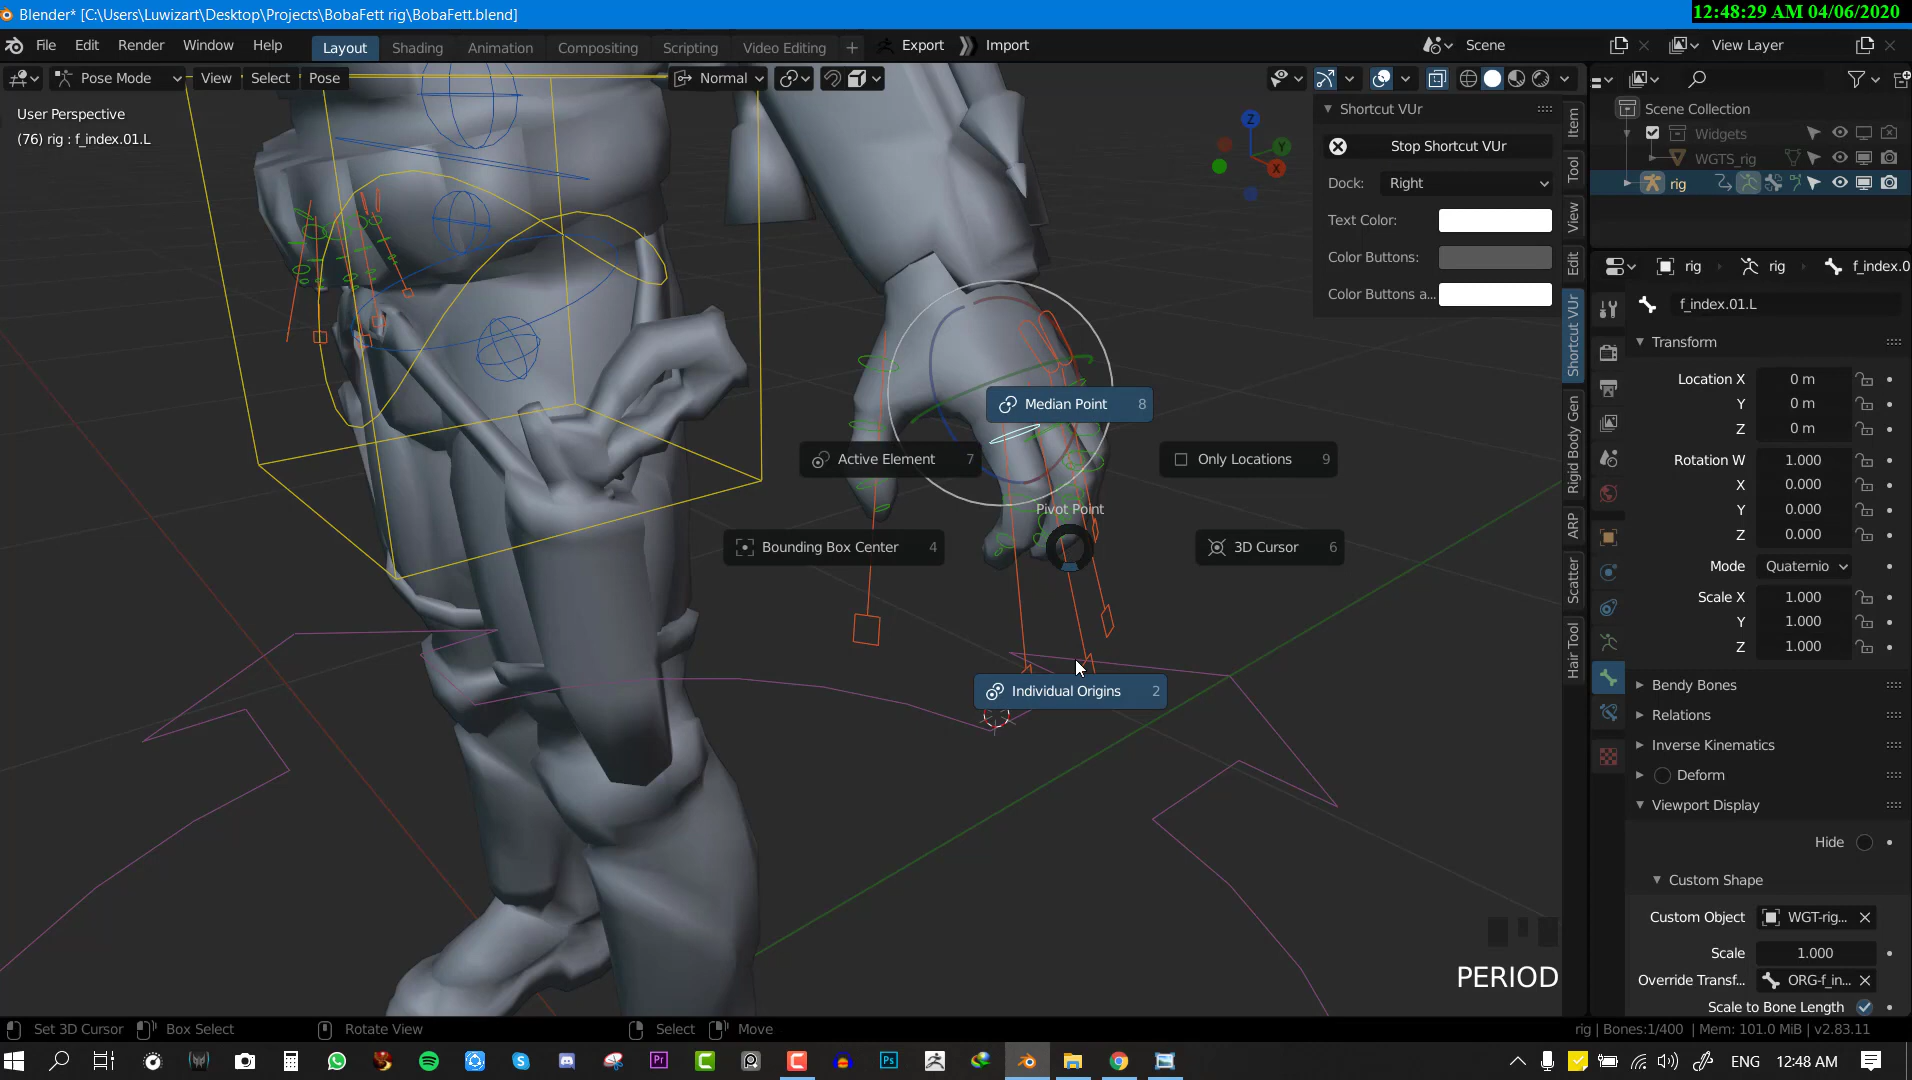 Blender* [C:\Users\Luwizart\Desktop\Projects\BobaFett rig\BobaFett.blend]
12:48:29 AM 04/06/2020
File Edit Render Window Help
Layout Shading Animation Compositing Scripting Video Editing +
Export Import
Scene
View Layer
Pose Mode View Select Pose
Normal
User Perspective
(76) rig : f_index.01.L
Z
Y
X
Shortcut VUr
Stop Shortcut VUr
Dock: Right
Text Color:
Color Buttons:
Color Buttons a...
Item
Tool
View
Edit
Shortcut VUr
Rigid Body Gen
ARP
Scatter
Hair Tool
Median Point 8
Active Element 7
Only Locations 9
Pivot Point
Bounding Box Center 4
3D Cursor 6
Individual Origins 2
PERIOD
Scene Collection
Widgets
WGTS_rig
rig
rig rig f_index.0
f_index.01.L
Transform
Location X 0 m
Y 0 m
Z 0 m
Rotation W 1.000
X 0.000
Y 0.000
Z 0.000
Mode Quaternio
Scale X 1.000
Y 1.000
Z 1.000
Bendy Bones
Relations
Inverse Kinematics
Deform
Viewport Display
Hide
Custom Shape
Custom Object WGT-rig...
Scale 1.000
Override Transf... ORG-f_in...
Scale to Bone Length
Set 3D Cursor Box Select Rotate View Select Move
rig | Bones:1/400 | Mem: 101.0 MiB | v2.83.11
ENG 12:48 AM